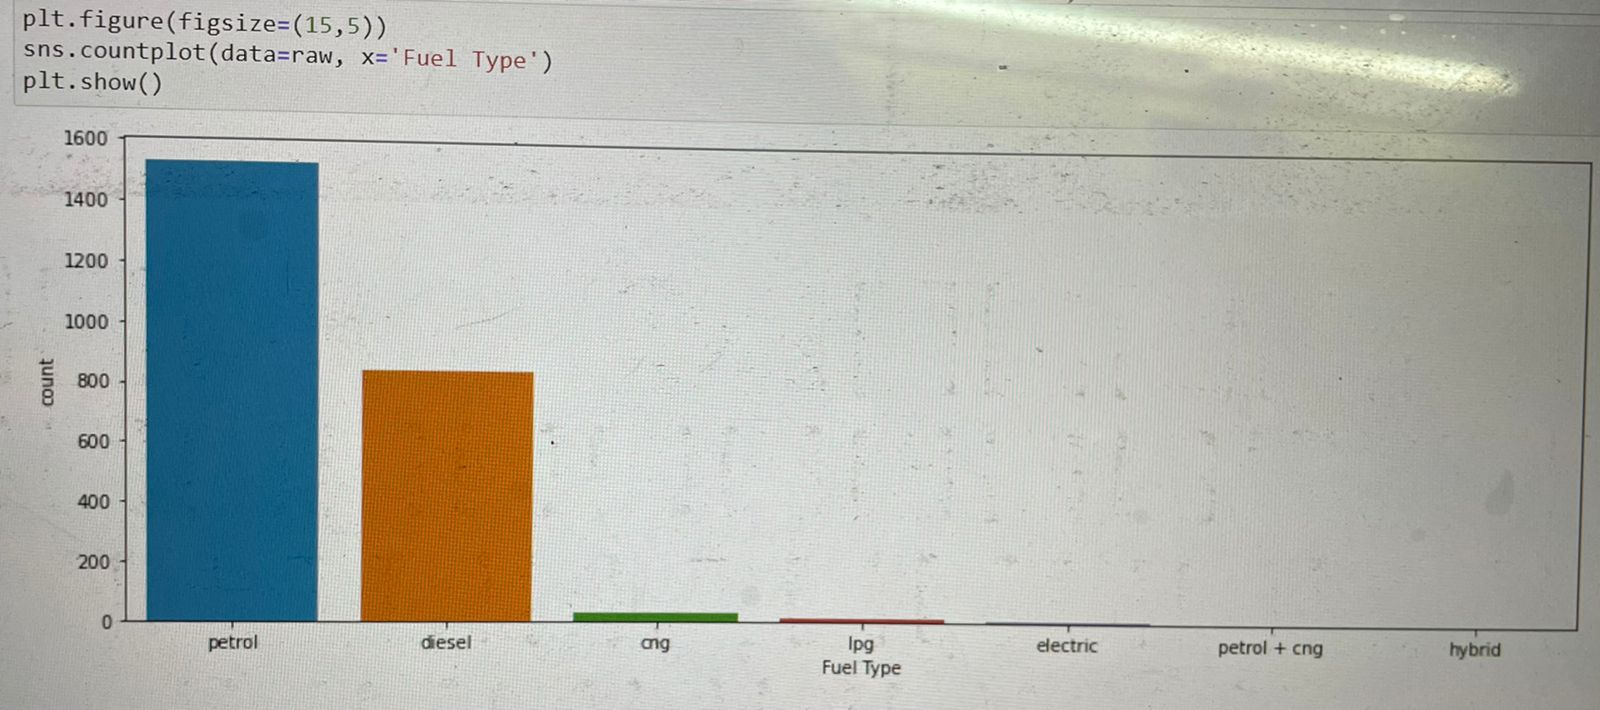 plt.figure(figsize=(15,5))
sns.countplot(data=raw, x='Fuel Type')
plt.show()
1600
1400
1200
1000
800
600
400
200
0
count
petrol diesel cng lpg electric petrol + cng hybrid
Fuel Type